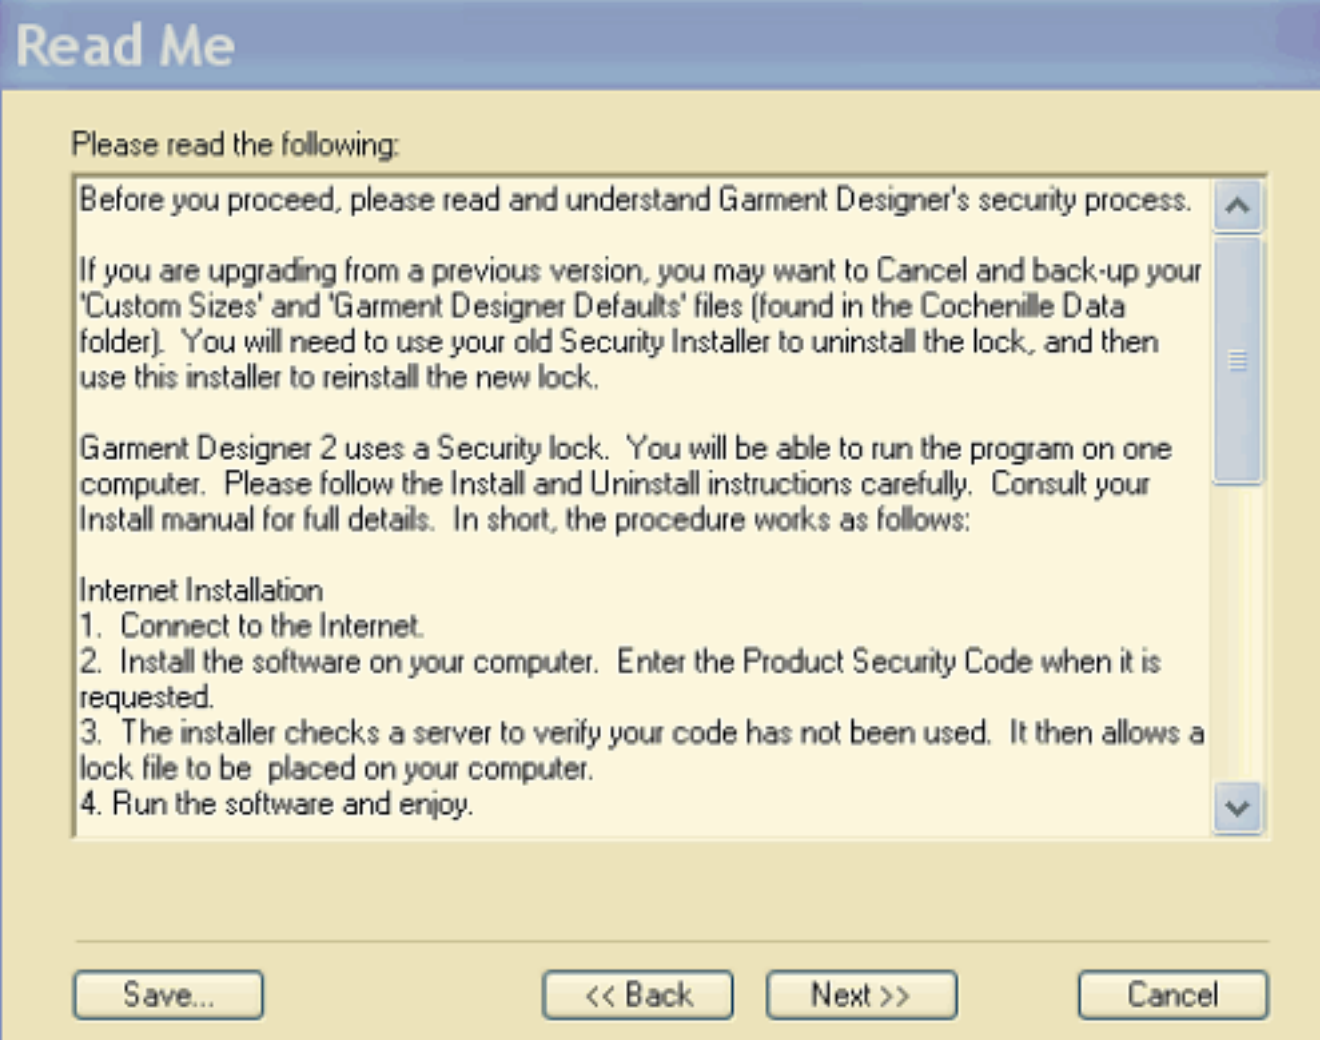 Read Me
Please read the following:
Before you proceed, please read and understand Garment Designer's security process.
If you are upgrading from a previous version, you may want to Cancel and back-up your
'Custom Sizes' and 'Garment Designer Defaults' files (found in the Cochenille Data
folder).  You will need to use your old Security Installer to uninstall the lock, and then
use this installer to reinstall the new lock.
Garment Designer 2 uses a Security lock.  You will be able to run the program on one
computer.  Please follow the Install and Uninstall instructions carefully.  Consult your
Install manual for full details.  In short, the procedure works as follows:
Internet Installation
1.  Connect to the Internet.
2.  Install the software on your computer.  Enter the Product Security Code when it is
requested.
3.  The installer checks a server to verify your code has not been used.  It then allows a
lock file to be  placed on your computer.
4. Run the software and enjoy.
Save... << Back Next >> Cancel